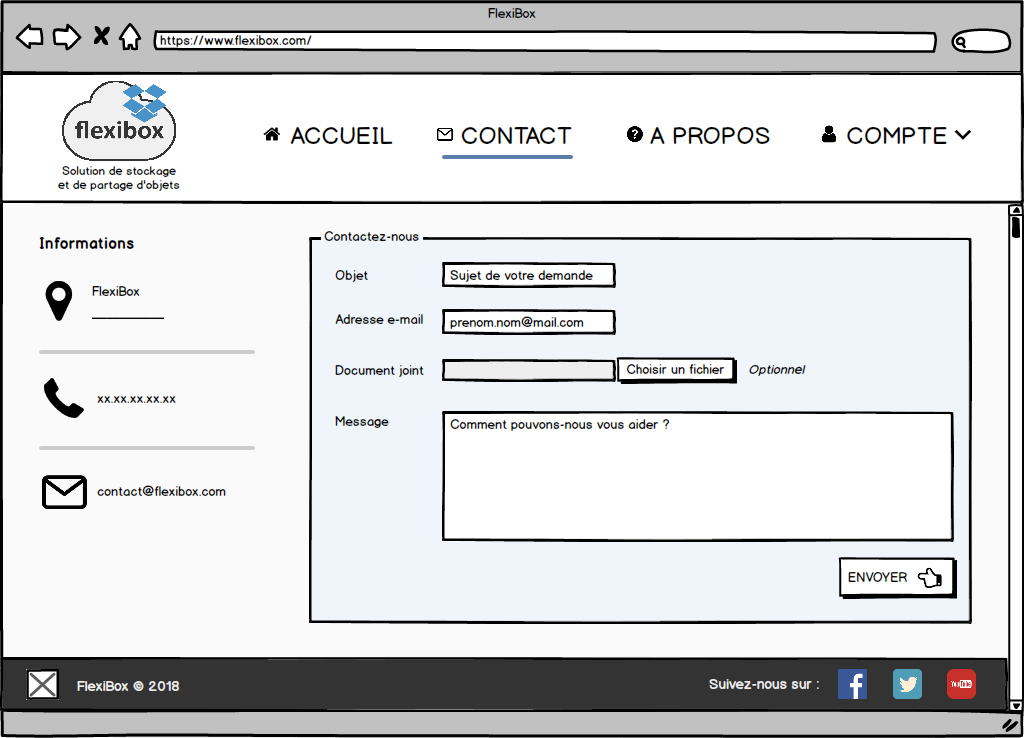 FlexiBox
https://www.flexibox.com/
flexibox
Solution de stockage
et de partage d'objets
ACCUEIL
CONTACT
A PROPOS
COMPTE
Informations
FlexiBox
xx.xx.xx.xx.xx
contact@flexibox.com
Contactez-nous
Objet
Sujet de votre demande
Adresse e-mail
prenom.nom@mail.com
Document joint
Choisir un fichier
Optionnel
Message
Comment pouvons-nous vous aider ?
ENVOYER
FlexiBox © 2018
Suivez-nous sur :
YouTube